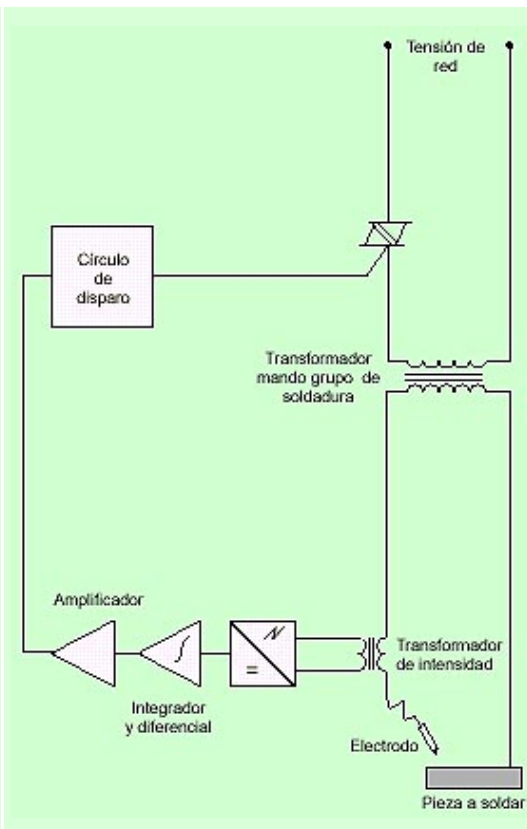 Tensión de
red
Círculo
de
disparo
Transformador
mando grupo de
soldadura
Amplificador
Integrador
y diferencial
N
=
Transformador
de intensidad
Electrodo
Pieza a soldar